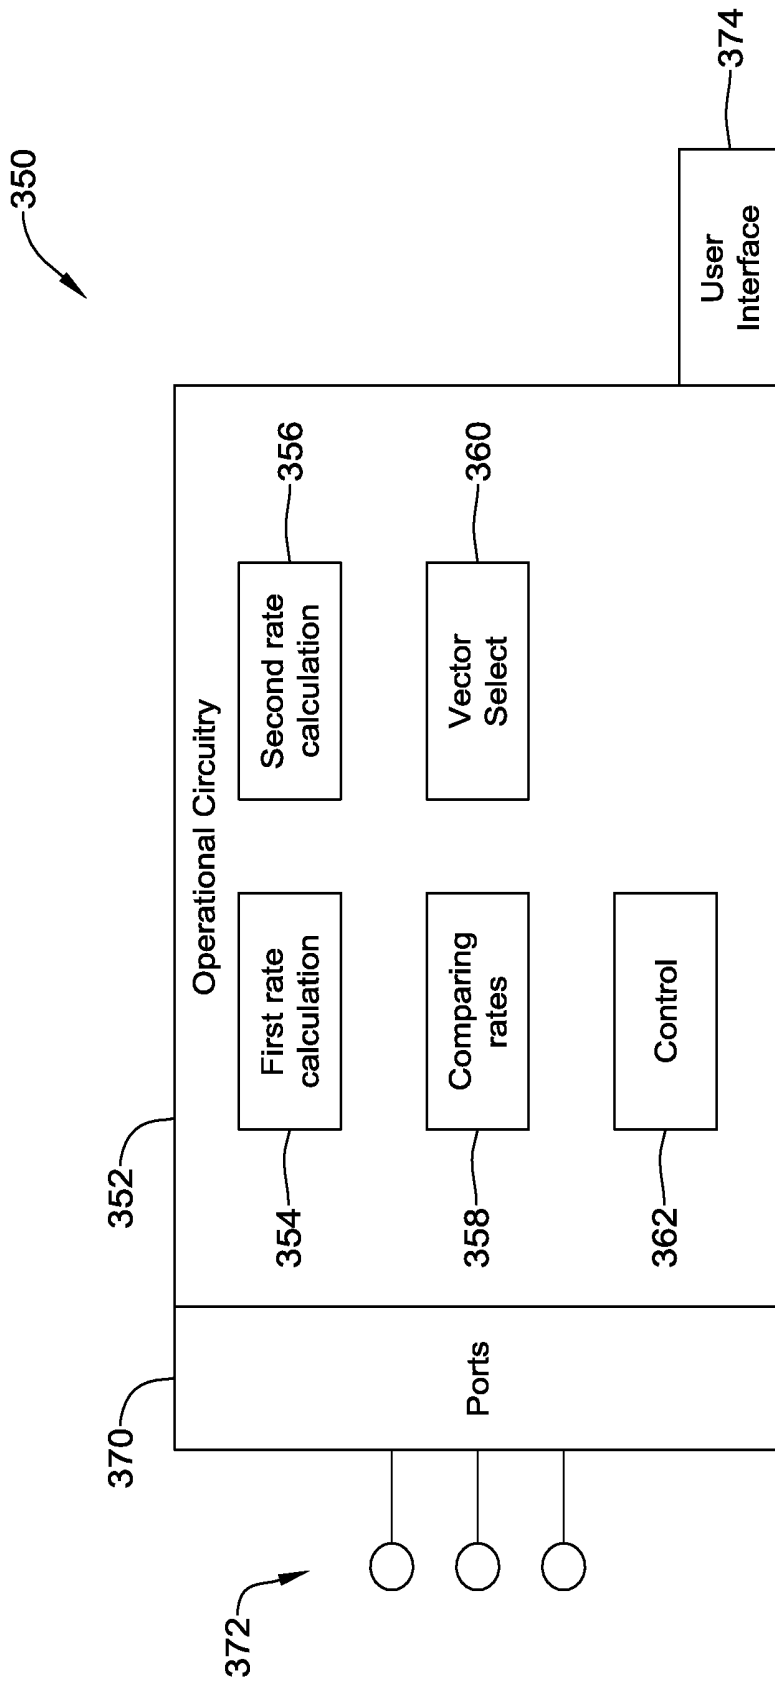 350
352
Operational Circuitry
370
Ports
372
354
First rate
calculation
Second rate
calculation
356
358
Comparing
rates
Vector
Select
360
362
Control
User
Interface
374